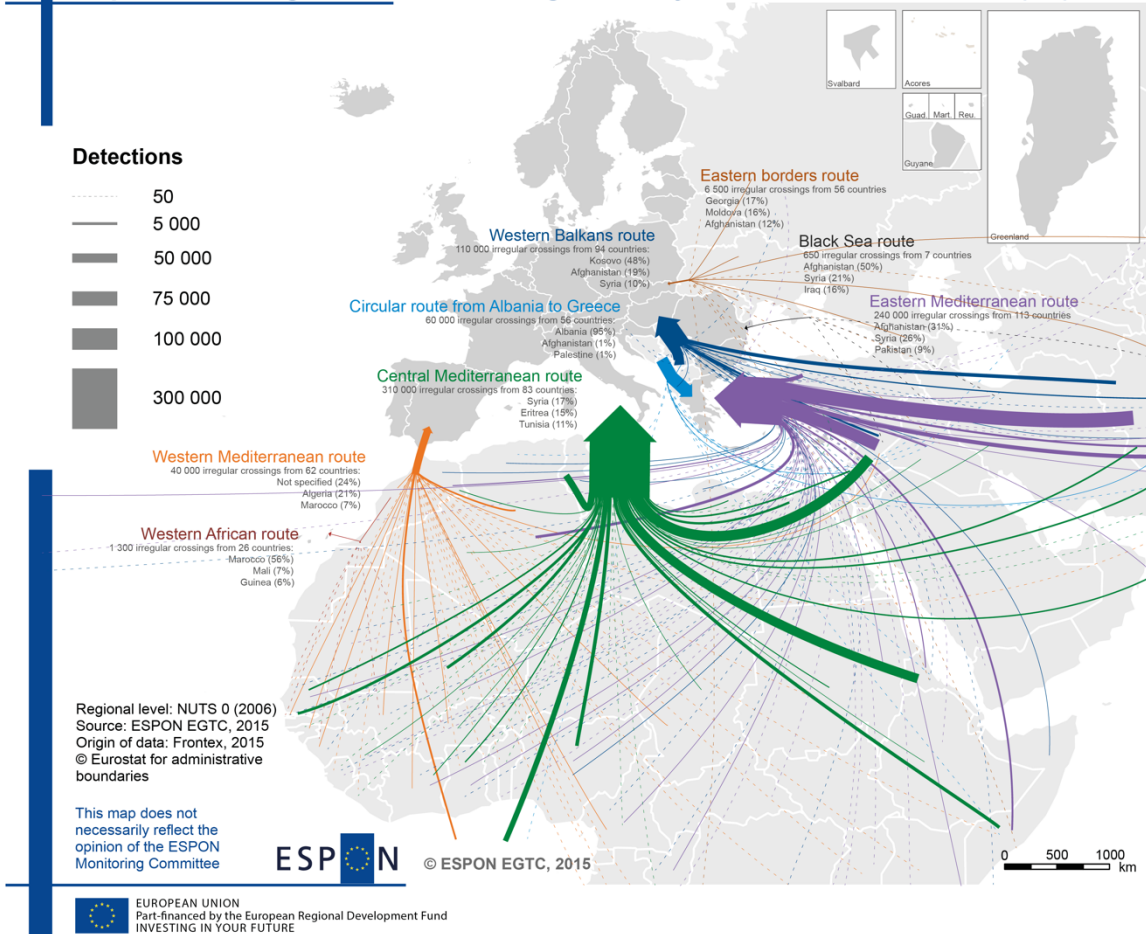 Svalbard
Acores
Guad.
Mart.
Reu.
Guyane
Greenland
Detections
50
5 000
50 000
75 000
100 000
300 000
Eastern borders route
6 500 irregular crossings from 56 countries
Georgia (17%)
Moldova (16%)
Afghanistan (12%)
Western Balkans route
110 000 irregular crossings from 94 countries:
Kosovo (48%)
Afghanistan (19%)
Syria (10%)
Black Sea route
650 irregular crossings from 7 countries
Afghanistan (50%)
Syria (21%)
Iraq (16%)
Circular route from Albania to Greece
60 000 irregular crossings from 56 countries:
Albania (95%)
Afghanistan (1%)
Palestine (1%)
Eastern Mediterranean route
240 000 irregular crossings from 113 countries
Afghanistan (31%)
Syria (26%)
Pakistan (9%)
Central Mediterranean route
310 000 irregular crossings from 83 countries:
Syria (17%)
Eritrea (15%)
Tunisia (11%)
Western Mediterranean route
40 000 irregular crossings from 62 countries:
Not specified (24%)
Algeria (21%)
Marocco (7%)
Western African route
1 300 irregular crossings from 26 countries:
Marocco (56%)
Mali (7%)
Guinea (6%)
Regional level: NUTS 0 (2006)
Source: ESPON EGTC, 2015
Origin of data: Frontex, 2015
© Eurostat for administrative
boundaries
This map does not
necessarily reflect the
opinion of the ESPON
Monitoring Committee
ESPON
© ESPON EGTC, 2015
0 500 1000
km
EUROPEAN UNION
Part-financed by the European Regional Development Fund
INVESTING IN YOUR FUTURE